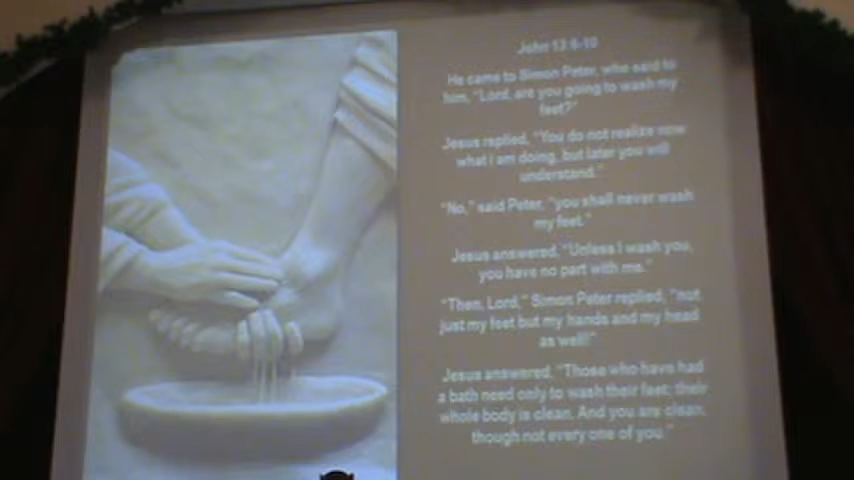 John 13:6-10
He came to Simon Peter, who said to
him, "Lord, are you going to wash my
feet?"
Jesus replied, "You do not realize now
what I am doing, but later you will
understand."
"No," said Peter, "you shall never wash
my feet."
Jesus answered, "Unless I wash you,
you have no part with me."
"Then, Lord," Simon Peter replied, "not
just my feet but my hands and my head
as well!"
Jesus answered, "Those who have had
a bath need only to wash their feet; their
whole body is clean. And you are clean,
though not every one of you."